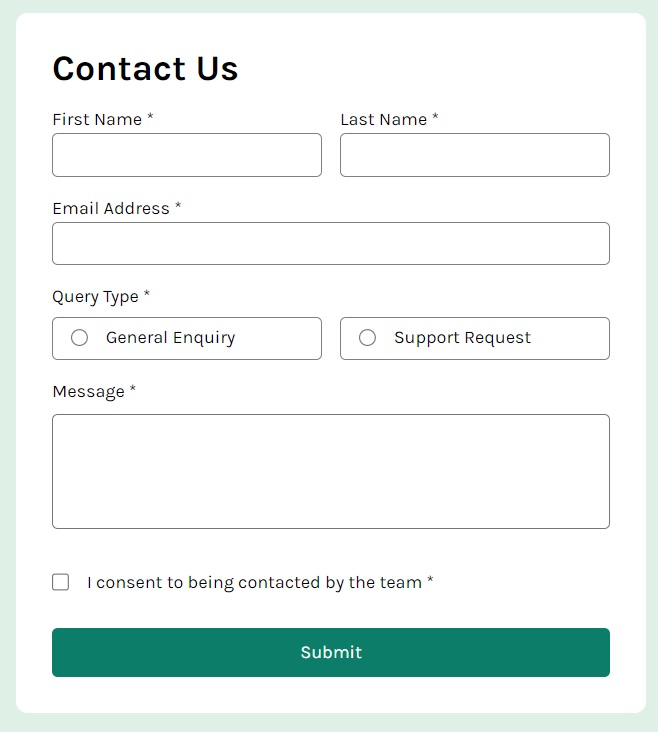 Contact Us
First Name * Last Name *
Email Address *
Query Type *
General Enquiry Support Request
Message *
I consent to being contacted by the team *
Submit